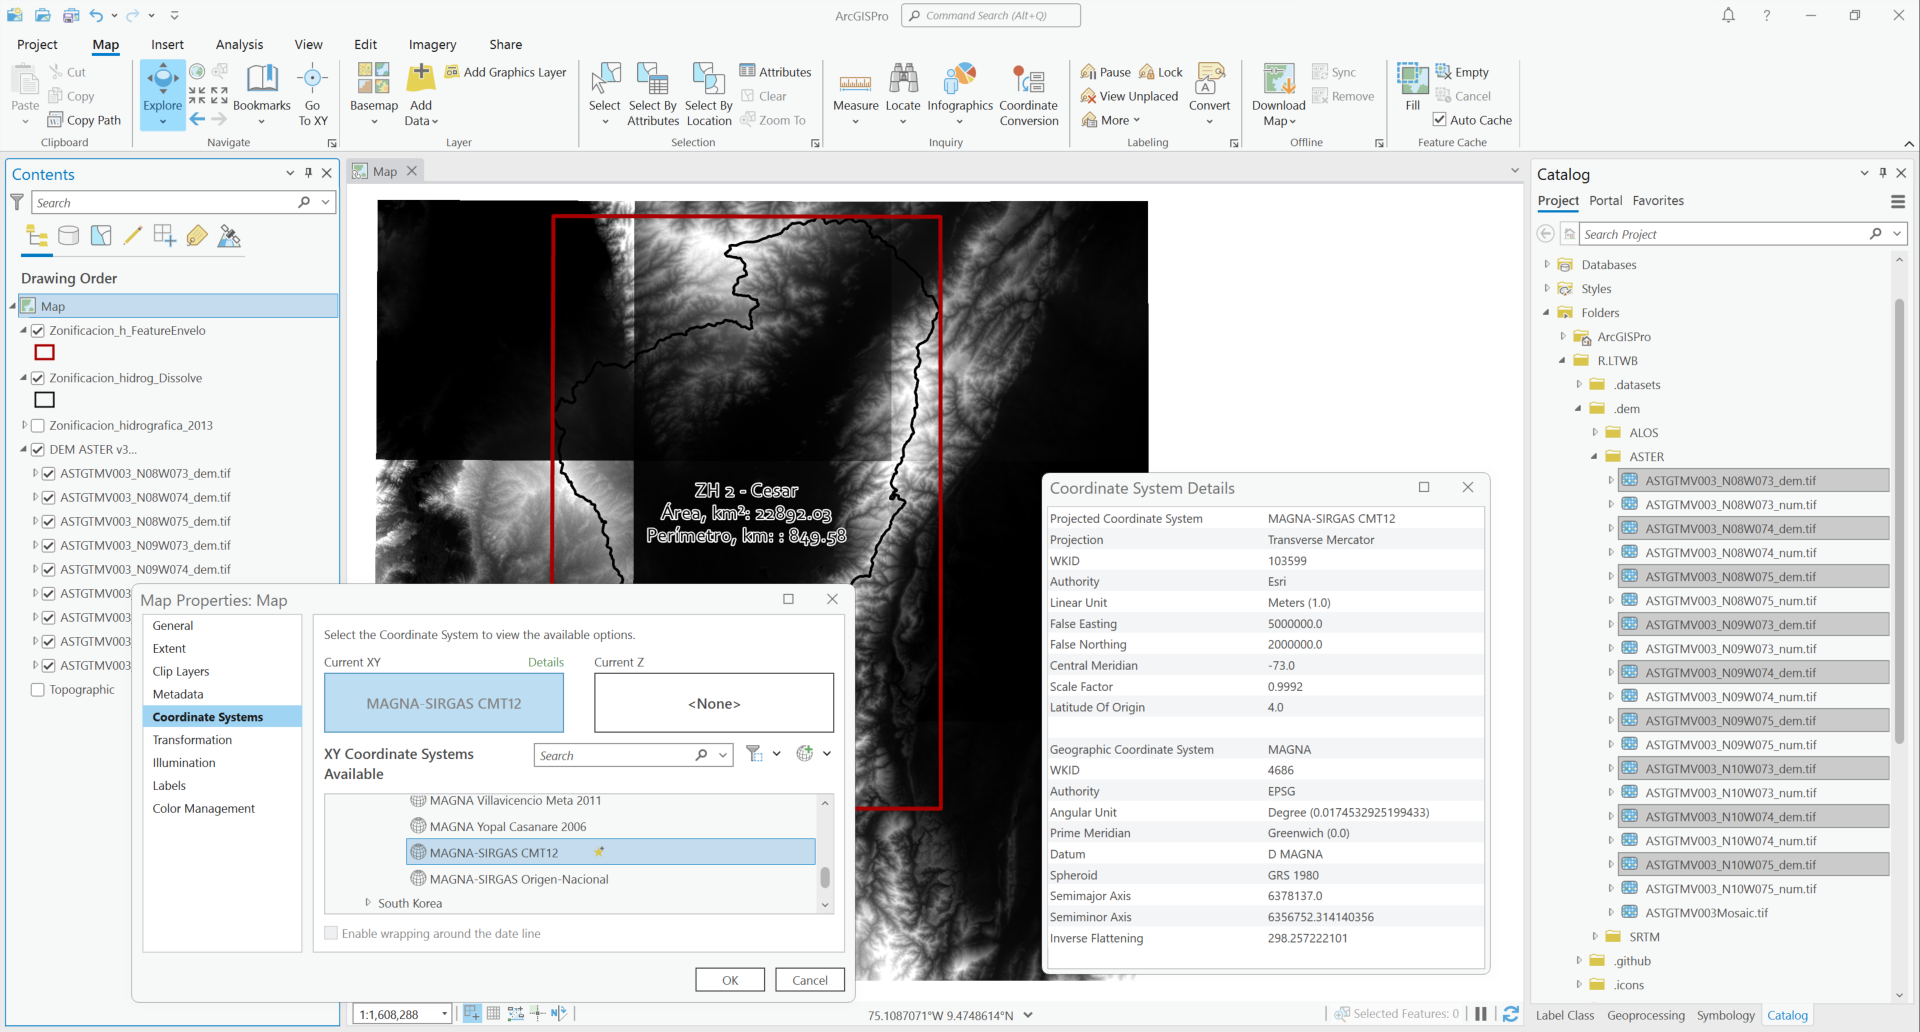 ArcGISPro
Command Search (Alt+Q)
?
Project Map Insert Analysis View Edit Imagery Share
Paste
Cut
Copy
Copy Path
Clipboard
Explore
Bookmarks
Go
To XY
Navigate
Basemap
Add
Data
Add Graphics Layer
Layer
Select
Select By
Attributes
Select By
Location
Attributes
Clear
Zoom To
Selection
Measure
Locate
Infographics
Coordinate
Conversion
Inquiry
Pause
Lock
View Unplaced
More
Convert
Labeling
Download
Map
Sync
Remove
Offline
Fill
Empty
Cancel
Auto Cache
Feature Cache
Contents
Search
Drawing Order
Map
Zonificacion_h_FeatureEnvelo
Zonificacion_hidrog_Dissolve
Zonificacion_hidrografica_2013
DEM ASTER v3...
ASTGTMV003_N08W073_dem.tif
ASTGTMV003_N08W074_dem.tif
ASTGTMV003_N08W075_dem.tif
ASTGTMV003_N09W073_dem.tif
ASTGTMV003_N09W074_dem.tif
ASTGTMV003
ASTGTMV003
ASTGTMV003
ASTGTMV003
Topographic
Map
ZH 2 - Cesar
Área, km²: 22892.03
Perímetro, km: : 849.58
Map Properties: Map
General
Extent
Clip Layers
Metadata
Coordinate Systems
Transformation
Illumination
Labels
Color Management
Select the Coordinate System to view the available options.
Current XY Details Current Z
MAGNA-SIRGAS CMT12
<None>
XY Coordinate Systems
Available
Search
MAGNA Villavicencio Meta 2011
MAGNA Yopal Casanare 2006
MAGNA-SIRGAS CMT12
MAGNA-SIRGAS Origen-Nacional
South Korea
Enable wrapping around the date line
OK
Cancel
Coordinate System Details
Projected Coordinate System MAGNA-SIRGAS CMT12
Projection Transverse Mercator
WKID 103599
Authority Esri
Linear Unit Meters (1.0)
False Easting 5000000.0
False Northing 2000000.0
Central Meridian -73.0
Scale Factor 0.9992
Latitude Of Origin 4.0
Geographic Coordinate System MAGNA
WKID 4686
Authority EPSG
Angular Unit Degree (0.0174532925199433)
Prime Meridian Greenwich (0.0)
Datum D MAGNA
Spheroid GRS 1980
Semimajor Axis 6378137.0
Semiminor Axis 6356752.314140356
Inverse Flattening 298.257222101
1:1,608,288
75.1087071°W 9.4748614°N
Selected Features: 0
Catalog
Project Portal Favorites
Search Project
Databases
Styles
Folders
ArcGISPro
R.LTWB
.datasets
.dem
ALOS
ASTER
ASTGTMV003_N08W073_dem.tif
ASTGTMV003_N08W073_num.tif
ASTGTMV003_N08W074_dem.tif
ASTGTMV003_N08W074_num.tif
ASTGTMV003_N08W075_dem.tif
ASTGTMV003_N08W075_num.tif
ASTGTMV003_N09W073_dem.tif
ASTGTMV003_N09W073_num.tif
ASTGTMV003_N09W074_dem.tif
ASTGTMV003_N09W074_num.tif
ASTGTMV003_N09W075_dem.tif
ASTGTMV003_N09W075_num.tif
ASTGTMV003_N10W073_dem.tif
ASTGTMV003_N10W073_num.tif
ASTGTMV003_N10W074_dem.tif
ASTGTMV003_N10W074_num.tif
ASTGTMV003_N10W075_dem.tif
ASTGTMV003_N10W075_num.tif
ASTGTMV003Mosaic.tif
SRTM
.github
.icons
Label Class Geoprocessing Symbology Catalog